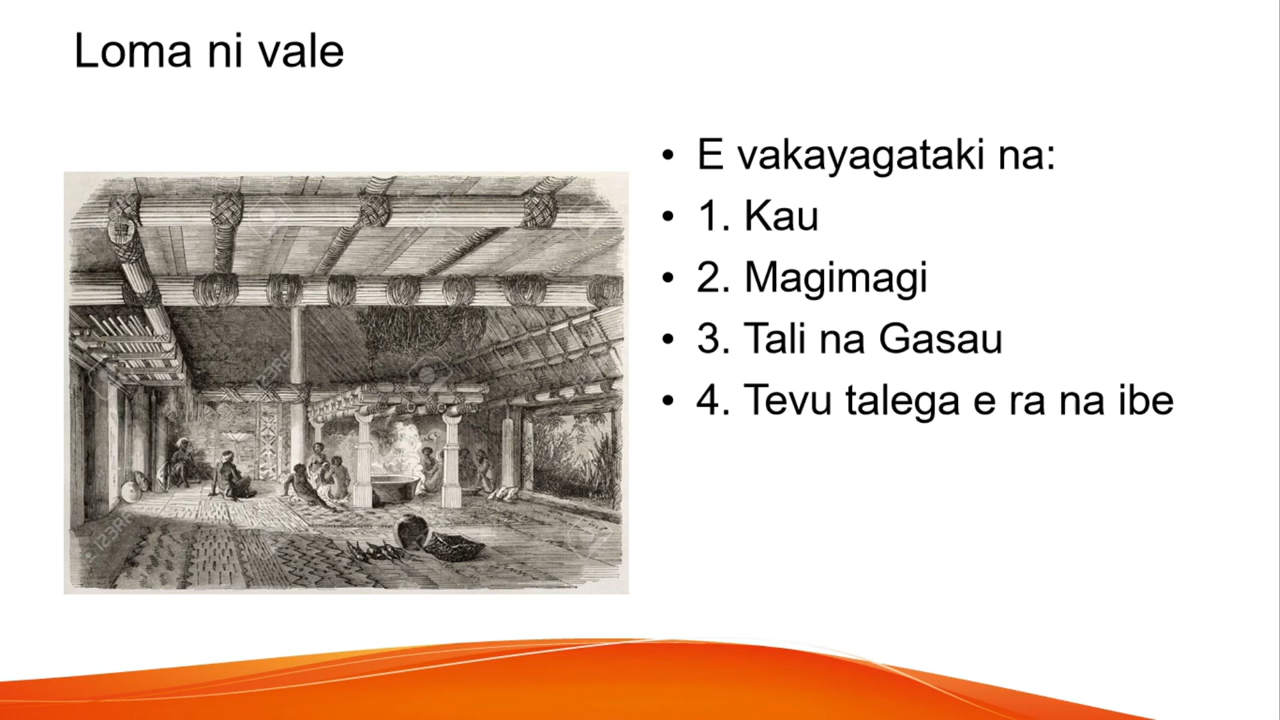 Loma ni vale
• E vakayagataki na:
• 1. Kau
• 2. Magimagi
• 3. Tali na Gasau
• 4. Tevu talega e ra na ibe